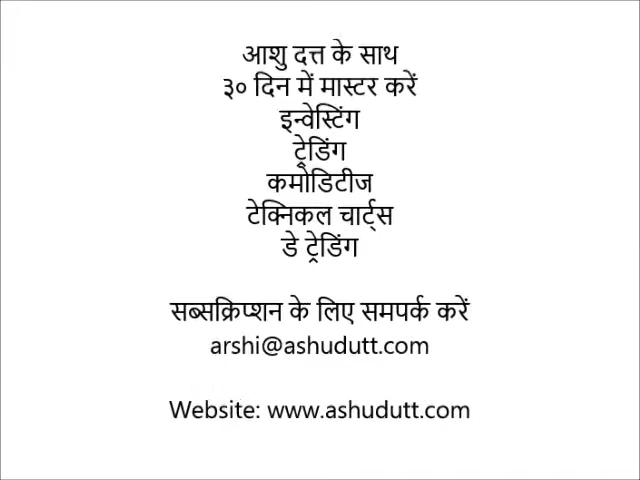 आशु दत्त के साथ
३० दिन में मास्टर करें
इन्वेस्टिंग
ट्रेडिंग
कमोडिटीज
टेक्निकल चार्ट्स
डे ट्रेडिंग
सब्सक्रिप्शन के लिए समपर्क करें
arshi@ashudutt.com
Website: www.ashudutt.com